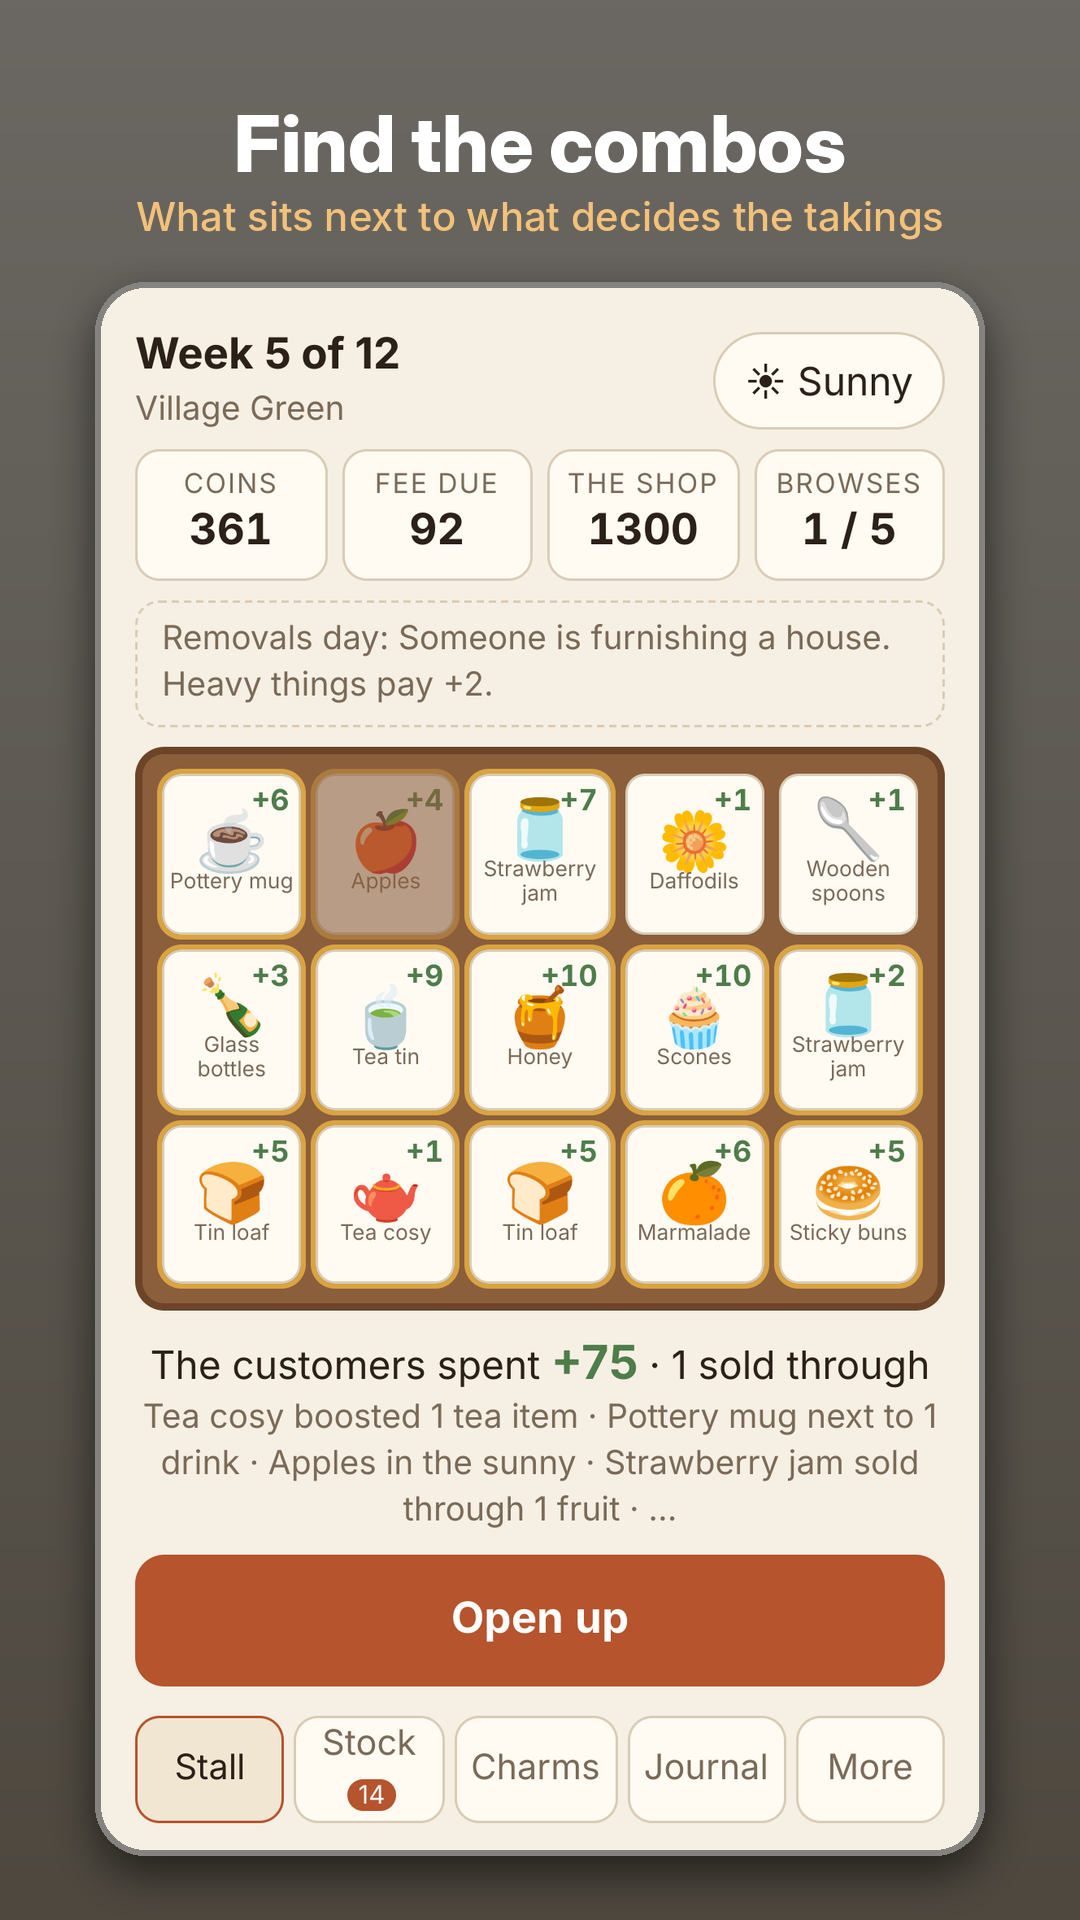 Find the combos
What sits next to what decides the takings
Week 5 of 12
Village Green
☀ Sunny
COINS
361
FEE DUE
92
THE SHOP
1300
BROWSES
1 / 5
Removals day: Someone is furnishing a house.
Heavy things pay +2.
+6
Pottery mug
+4
Apples
+7
Strawberry
jam
+1
Daffodils
+1
Wooden
spoons
+3
Glass
bottles
+9
Tea tin
+10
Honey
+10
Scones
+2
Strawberry
jam
+5
Tin loaf
+1
Tea cosy
+5
Tin loaf
+6
Marmalade
+5
Sticky buns
The customers spent +75 · 1 sold through
Tea cosy boosted 1 tea item · Pottery mug next to 1
drink · Apples in the sunny · Strawberry jam sold
through 1 fruit · ...
Open up
Stall
Stock
14
Charms
Journal
More